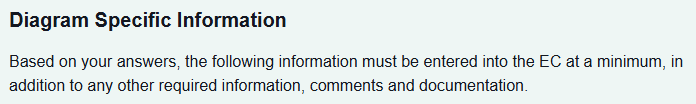 Diagram Specific Information
Based on your answers, the following information must be entered into the EC at a minimum, in
addition to any other required information, comments and documentation.